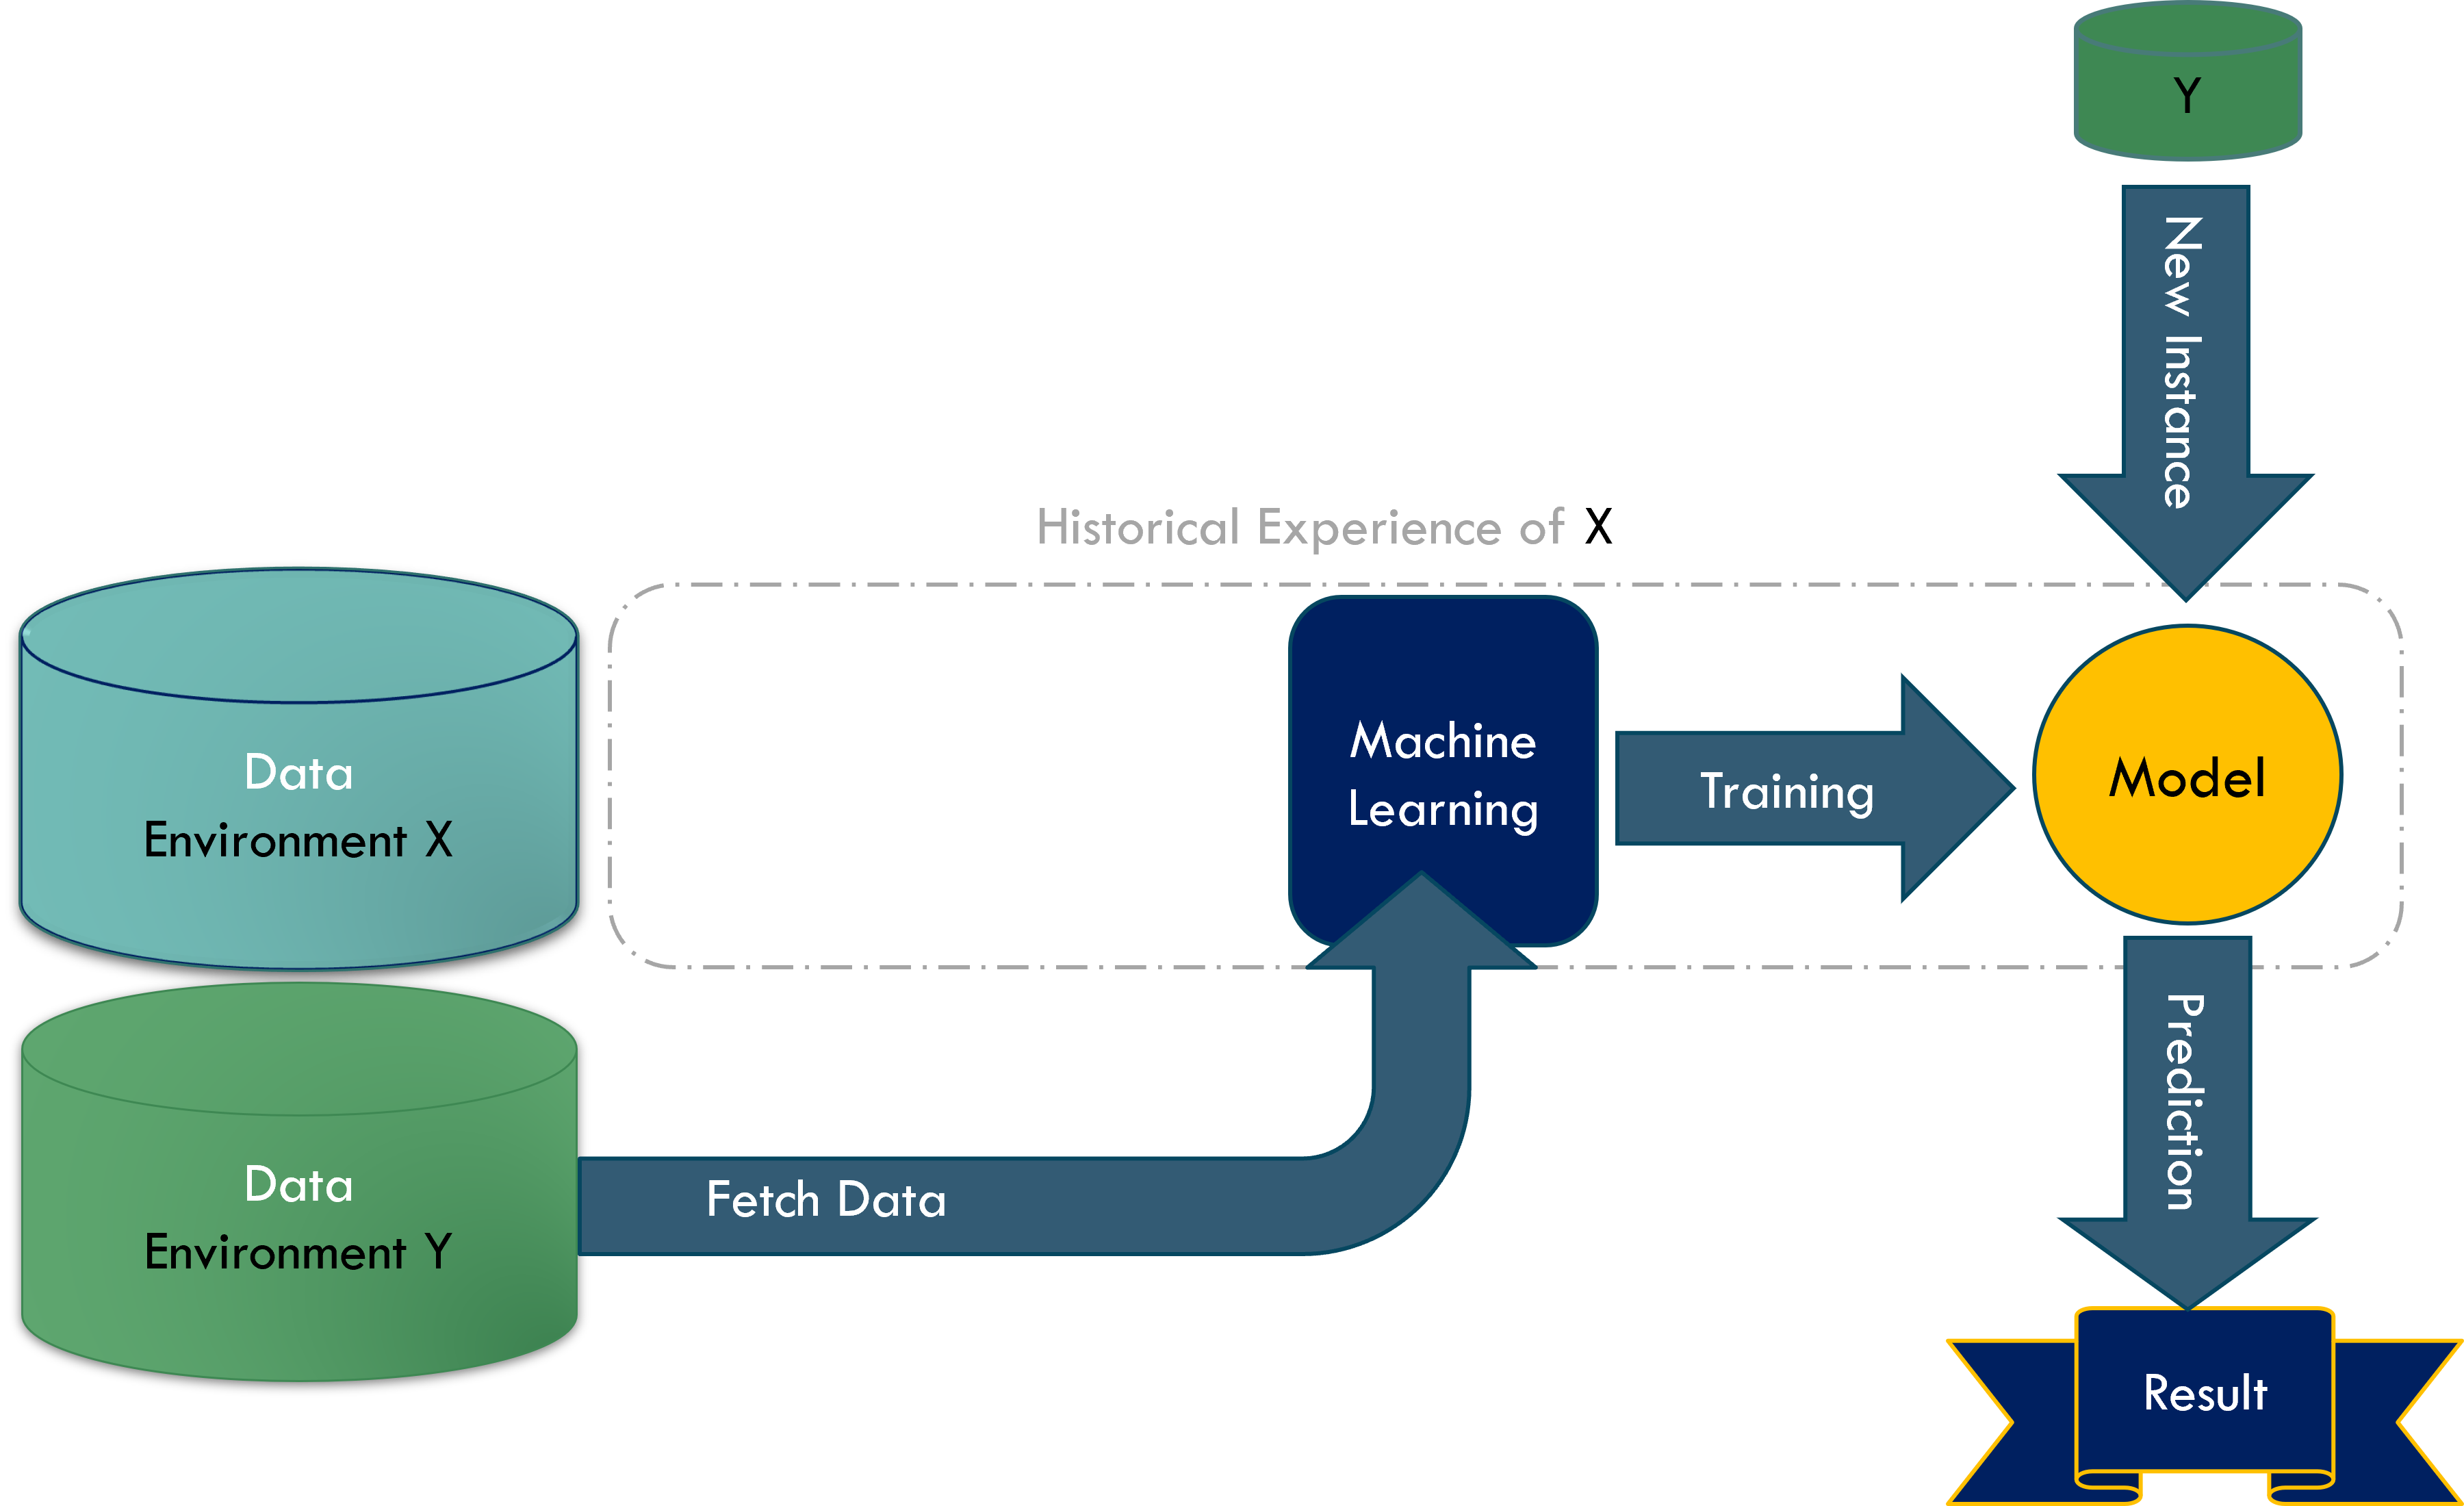 Y
New Instance
Historical Experience of X
Data
Environment X
Machine
Learning
Training
Model
Data
Environment Y
Fetch Data
Prediction
Result